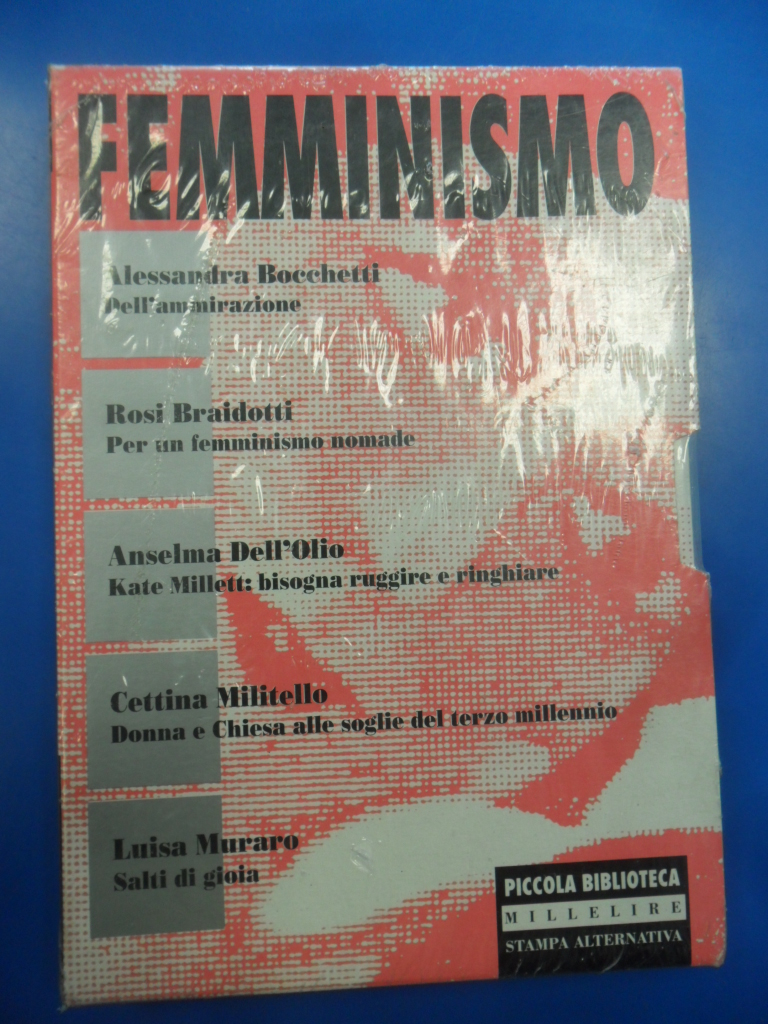 FEMMINISMO
Alessandra Bocchetti
Dell'ammirazione
Rosi Braidotti
Per un femminismo nomade
Anselma Dell'Olio
Kate Millett: bisogna ruggire e ringhiare
Cettina Militello
Donna e Chiesa alle soglie del terzo millennio
Luisa Muraro
Salti di gioia
PICCOLA BIBLIOTECA
MILLELIRE
STAMPA ALTERNATIVA